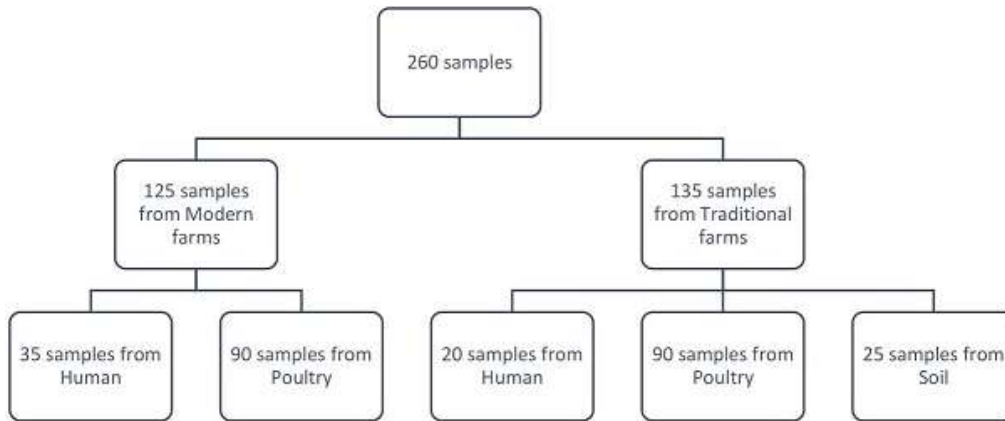 260 samples
125 samples
from Modern
farms
135 samples
from Traditional
farms
35 samples from
Human
90 samples from
Poultry
20 samples from
Human
90 samples from
Poultry
25 samples from
Soil